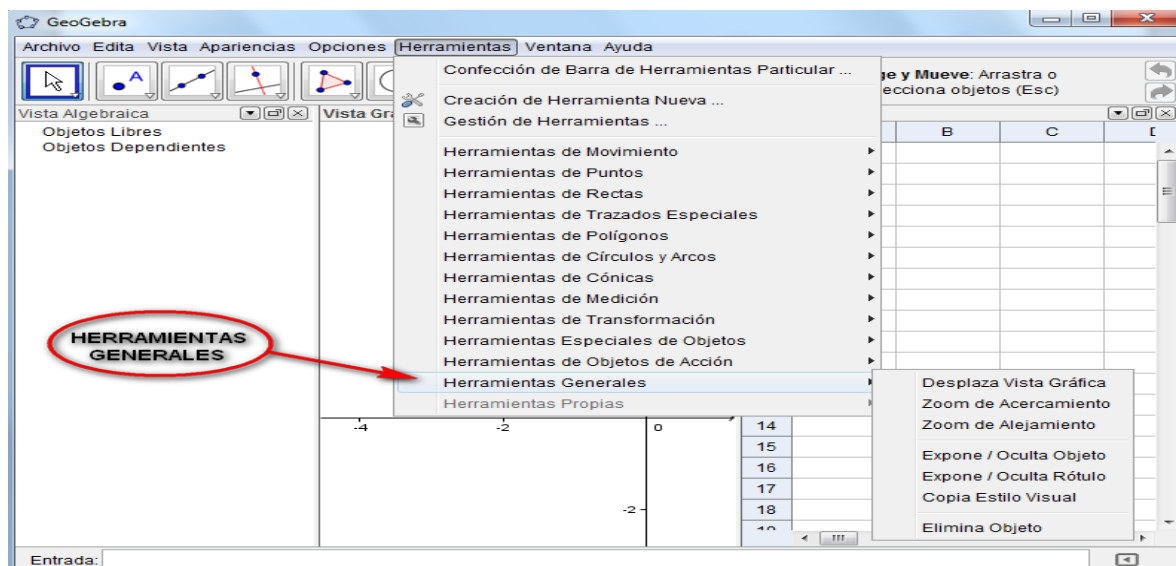 GeoGebra
Archivo Edita Vista Apariencias Opciones Herramientas Ventana Ayuda
A
Confección de Barra de Herramientas Particular ...
Creación de Herramienta Nueva ...
Gestión de Herramientas ...
Herramientas de Movimiento
Herramientas de Puntos
Herramientas de Rectas
Herramientas de Trazados Especiales
Herramientas de Polígonos
Herramientas de Círculos y Arcos
Herramientas de Cónicas
Herramientas de Medición
Herramientas de Transformación
Herramientas Especiales de Objetos
Herramientas de Objetos de Acción
Herramientas Generales
Herramientas Propias
y Mueve: Arrastra o
objetos (Esc)
Vista Algebraica
Vista
Objetos Libres
Objetos Dependientes
B C
HERRAMIENTAS
GENERALES
Desplaza Vista Gráfica
Zoom de Acercamiento
Zoom de Alejamiento
Expone / Oculta Objeto
Expone / Oculta Rótulo
Copia Estilo Visual
Elimina Objeto
-4 -2 0
-2
14
15
16
17
18
Entrada: